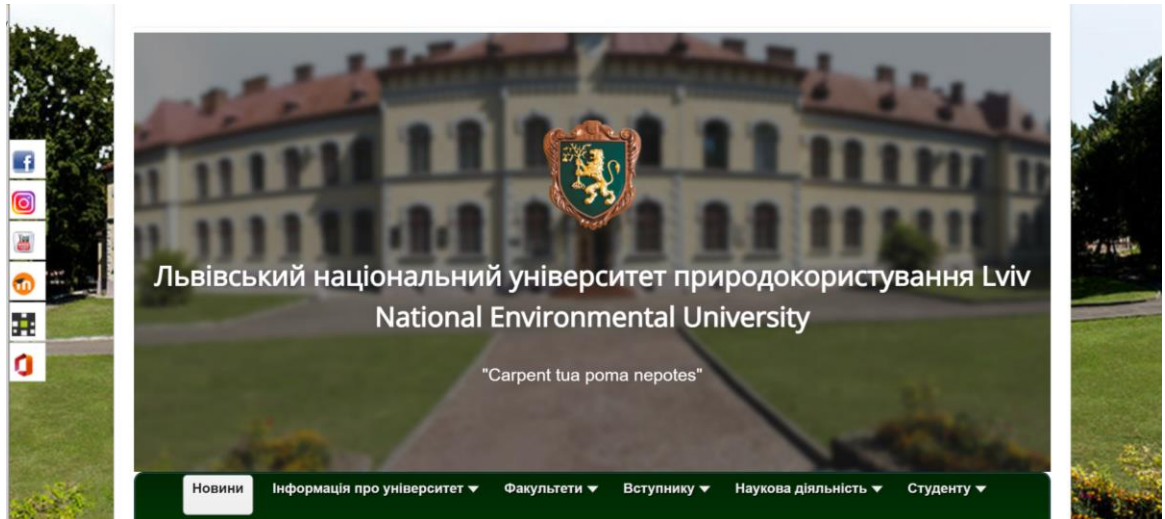 Львівський національний університет природокористування Lviv
National Environmental University
"Carpent tua poma nepotes"
Новини Інформація про університет Факультети Вступнику Наукова діяльність Студенту